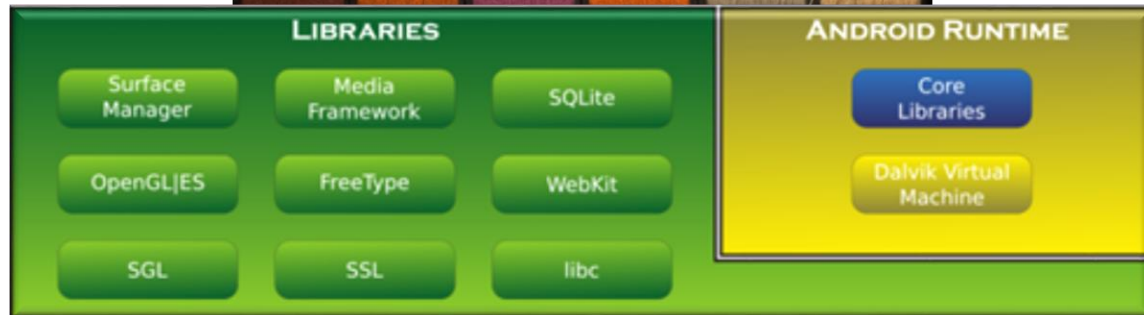 LIBRARIES
Surface
Manager
Media
Framework
SQLite
OpenGL|ES
FreeType
WebKit
SGL
SSL
libc
ANDROID RUNTIME
Core
Libraries
Dalvik Virtual
Machine